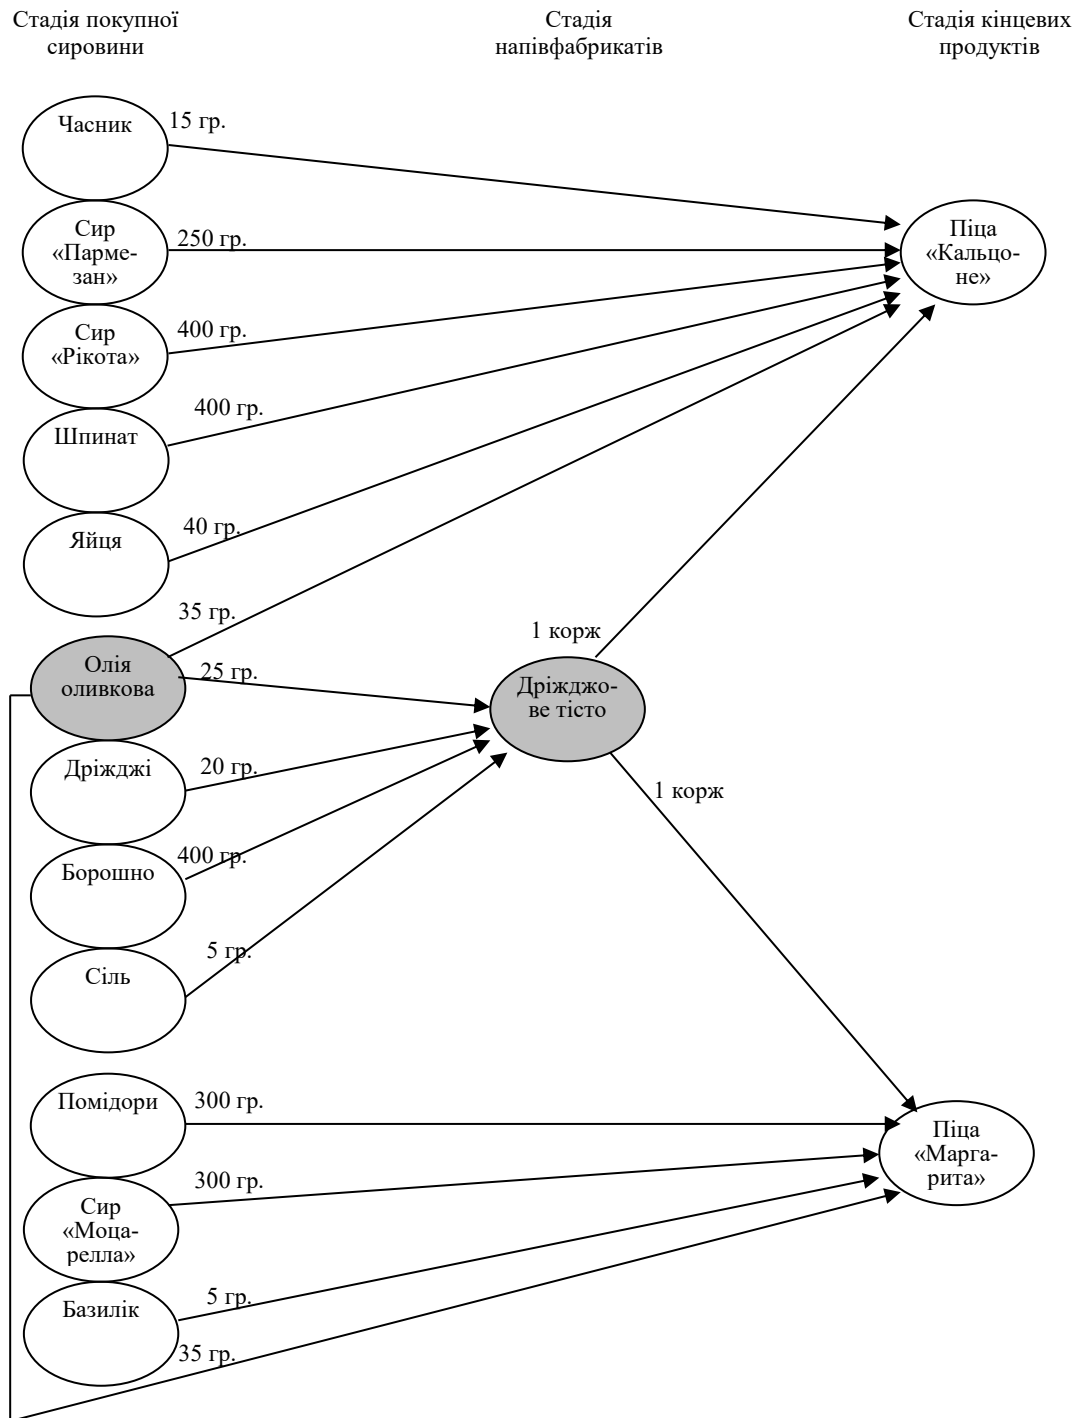 Стадія покупної
сировини
Стадія
напівфабрикатів
Стадія кінцевих
продуктів
Часник
15 гр.
Сир
«Парме-
зан»
250 гр.
Піца
«Кальцо-
не»
Сир
«Рікота»
400 гр.
Шпинат
400 гр.
Яйця
40 гр.
35 гр.
1 корж
Олія
оливкова
25 гр.
Дріжджо-
ве тісто
Дріжджі
20 гр.
1 корж
Борошно
400 гр.
Сіль
5 гр.
Помідори
300 гр.
Піца
«Марга-
рита»
Сир
«Моца-
релла»
300 гр.
Базилік
5 гр.
35 гр.